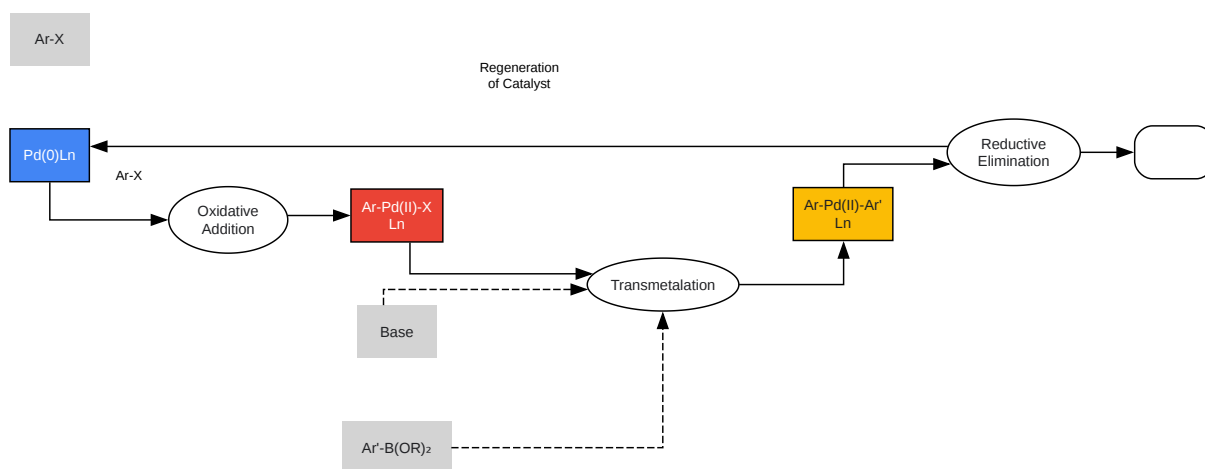 Ar-X
Regeneration
of Catalyst
Pd(0)Ln
Ar-X
Oxidative
Addition
Ar-Pd(II)-X
Ln
Base
Ar'-B(OR)₂
Transmetalation
Ar-Pd(II)-Ar'
Ln
Reductive
Elimination